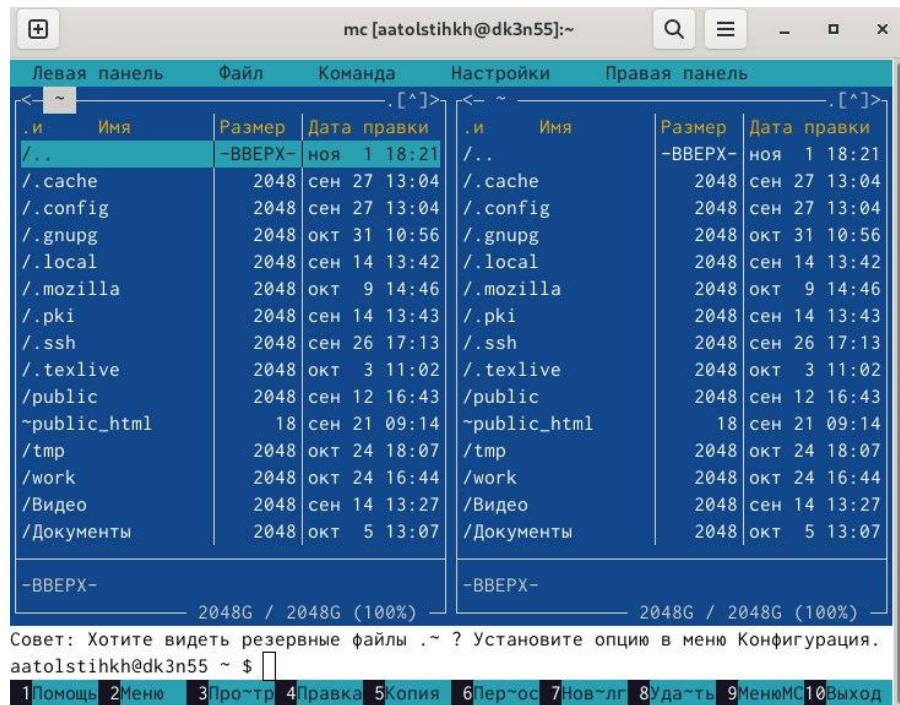 mc [aatolstihkh@dk3n55]:~
Левая панель Файл Команда Настройки Правая панель
<— ~ .[^]> <— ~ .[^]>
.и Имя Размер Дата правки .и Имя Размер Дата правки
/.. -ВВЕРХ- ноя 1 18:21 /.. -ВВЕРХ- ноя 1 18:21
/.cache 2048 сен 27 13:04 /.cache 2048 сен 27 13:04
/.config 2048 сен 27 13:04 /.config 2048 сен 27 13:04
/.gnupg 2048 окт 31 10:56 /.gnupg 2048 окт 31 10:56
/.local 2048 сен 14 13:42 /.local 2048 сен 14 13:42
/.mozilla 2048 окт 9 14:46 /.mozilla 2048 окт 9 14:46
/.pki 2048 сен 14 13:43 /.pki 2048 сен 14 13:43
/.ssh 2048 сен 26 17:13 /.ssh 2048 сен 26 17:13
/.texlive 2048 окт 3 11:02 /.texlive 2048 окт 3 11:02
/public 2048 сен 12 16:43 /public 2048 сен 12 16:43
~public_html 18 сен 21 09:14 ~public_html 18 сен 21 09:14
/tmp 2048 окт 24 18:07 /tmp 2048 окт 24 18:07
/work 2048 окт 24 16:44 /work 2048 окт 24 16:44
/Видео 2048 сен 14 13:27 /Видео 2048 сен 14 13:27
/Документы 2048 окт 5 13:07 /Документы 2048 окт 5 13:07
-ВВЕРХ- -ВВЕРХ-
2048G / 2048G (100%) 2048G / 2048G (100%)
Совет: Хотите видеть резервные файлы .~ ? Установите опцию в меню Конфигурация.
aatolstihkh@dk3n55 ~ $
1Помощь 2Меню 3Про~тр 4Правка 5Копия 6Пер~ос 7Нов~лг 8Уда~ть 9МенюMC 10Выход